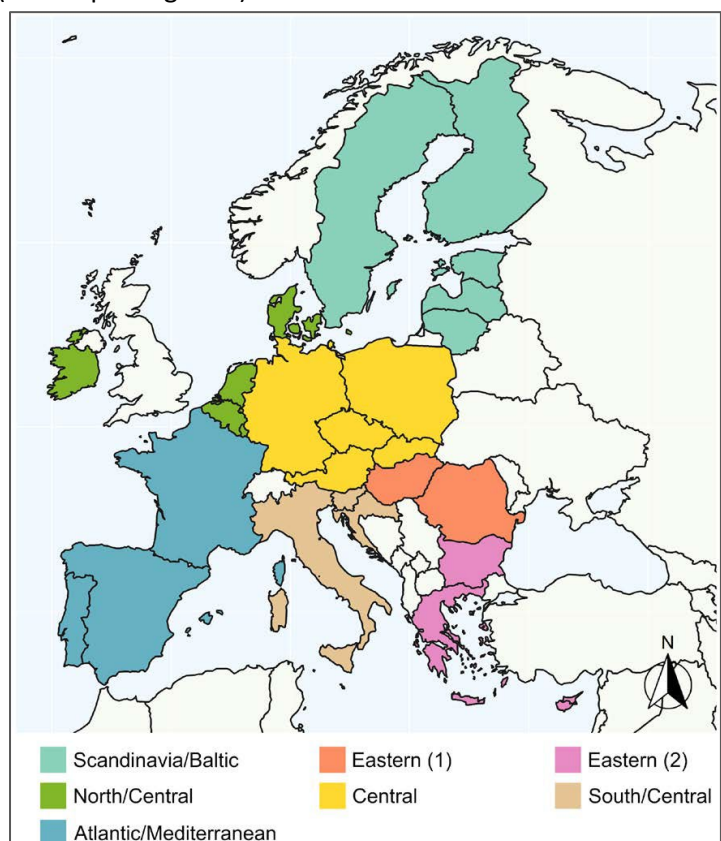 N
Scandinavia/Baltic
Eastern (1)
Eastern (2)
North/Central
Central
South/Central
Atlantic/Mediterranean